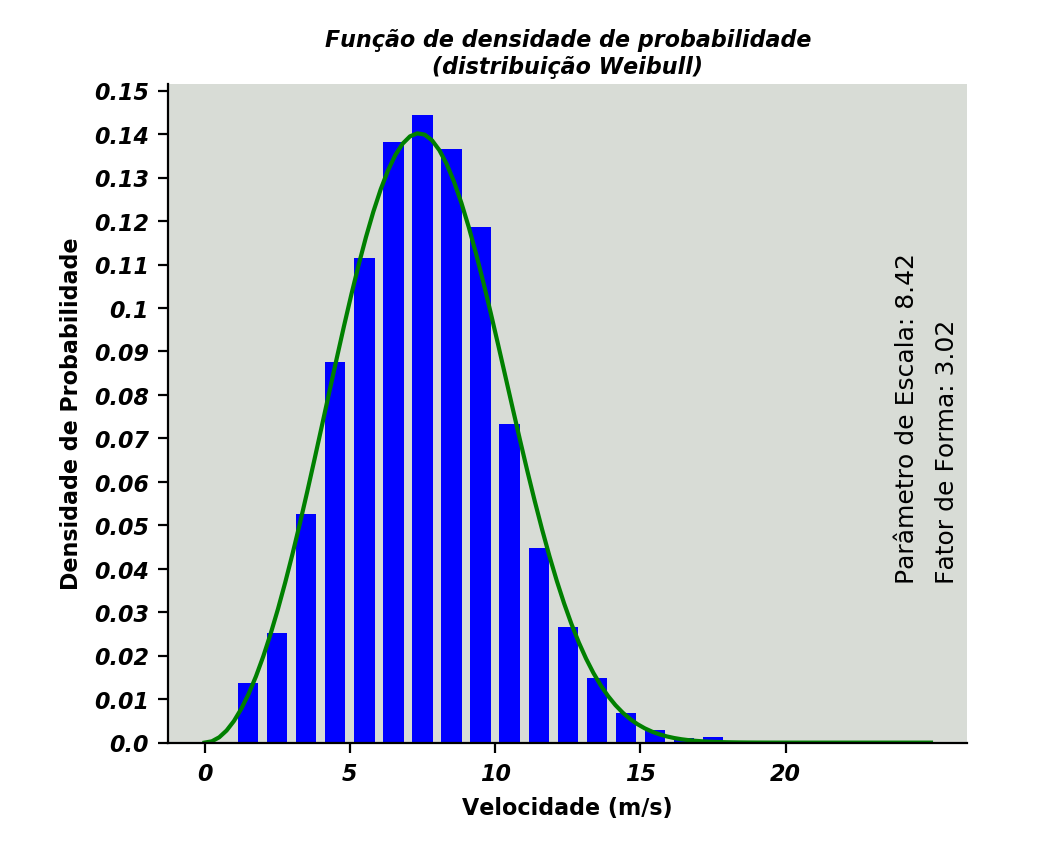 Função de densidade de probabilidade
(distribuição Weibull)
Densidade de Probabilidade
0.15
0.14
0.13
0.12
0.11
0.1
0.09
0.08
0.07
0.06
0.05
0.04
0.03
0.02
0.01
0.0
0 5 10 15 20
Velocidade (m/s)
Parâmetro de Escala: 8.42
Fator de Forma: 3.02